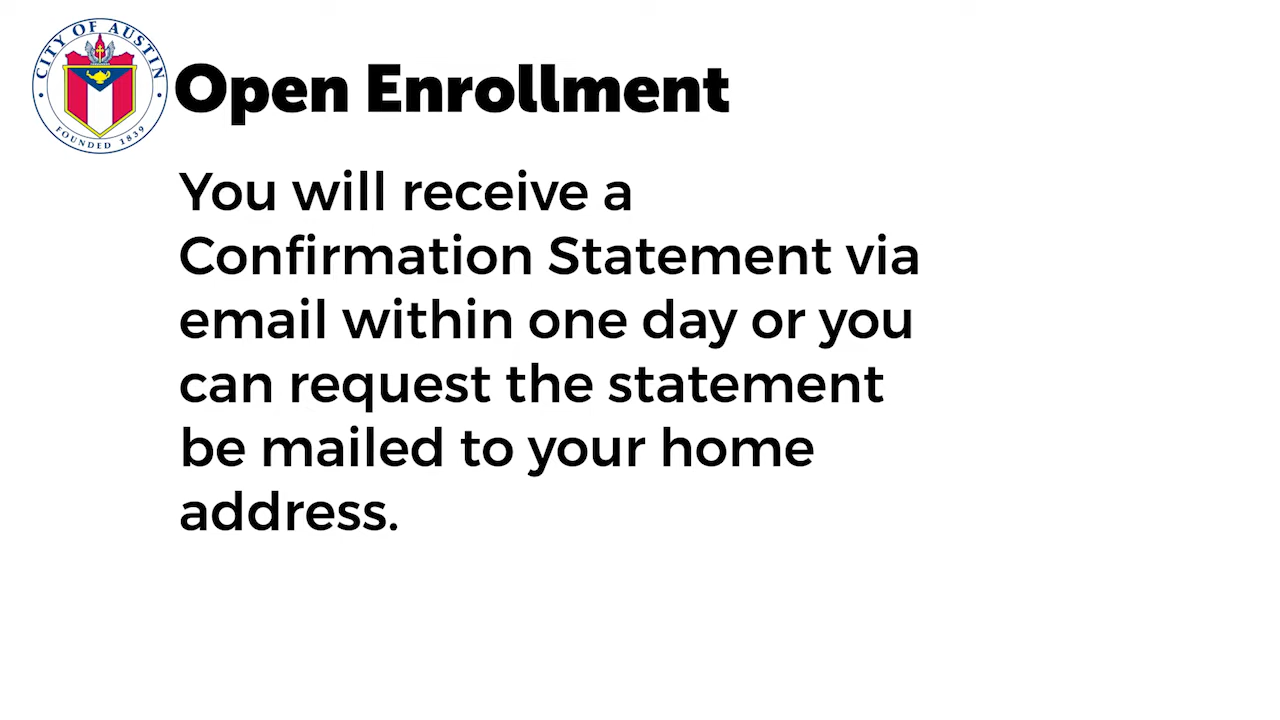 CITY OF AUSTIN
FOUNDED 1839
Open Enrollment
You will receive a
Confirmation Statement via
email within one day or you
can request the statement
be mailed to your home
address.